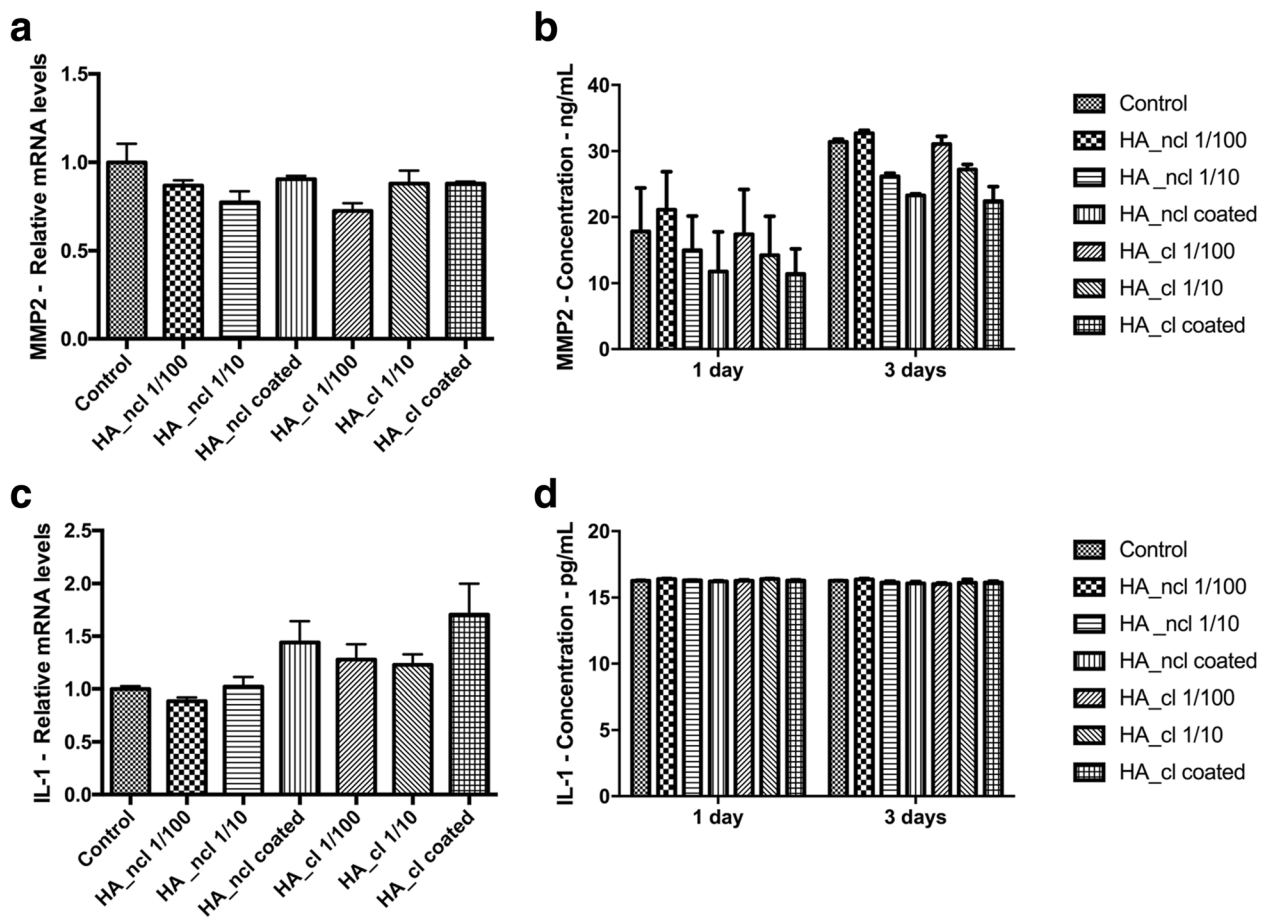 a
MMP2 - Relative mRNA levels
1.5
1.0
0.5
0.0
Control
HA_ncl 1/100
HA_ncl 1/10
HA_ncl coated
HA_cl 1/100
HA_cl 1/10
HA_cl coated
b
MMP2 - Concentration - ng/mL
40
30
20
10
0
1 day
3 days
Control
HA_ncl 1/100
HA _ncl 1/10
HA_ncl coated
HA_cl 1/100
HA_cl 1/10
HA_cl coated
c
IL-1 - Relative mRNA levels
2.5
2.0
1.5
1.0
0.5
0.0
Control
HA_ncl 1/100
HA _ncl 1/10
HA_ncl coated
HA_cl 1/100
HA_cl 1/10
HA_cl coated
d
IL-1 - Concentration - pg/mL
20
15
10
5
0
1 day
3 days
Control
HA_ncl 1/100
HA _ncl 1/10
HA_ncl coated
HA_cl 1/100
HA_cl 1/10
HA_cl coated